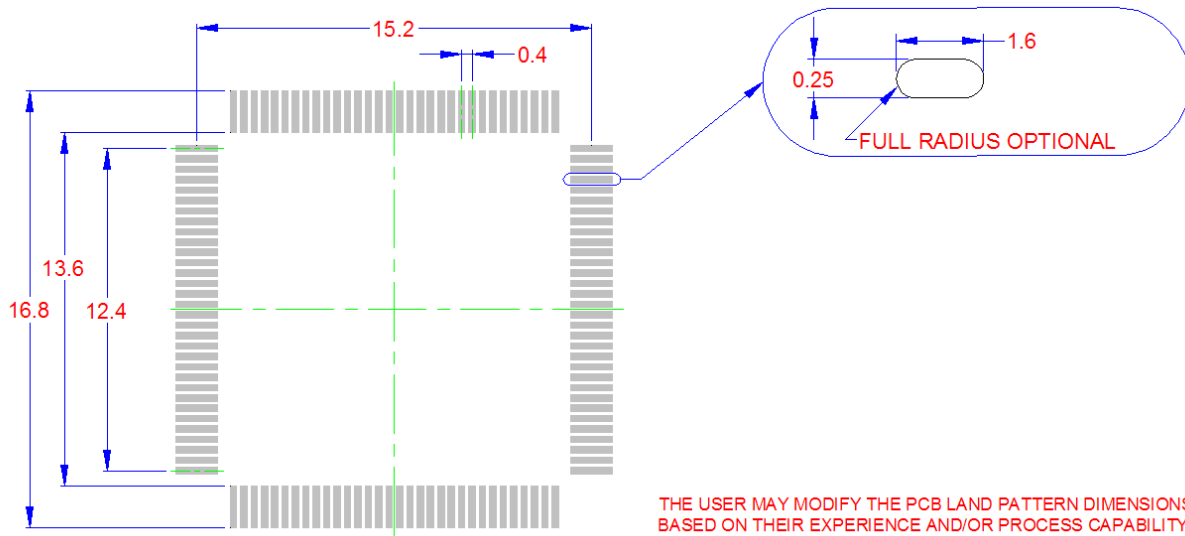 15.2
0.4
1.6
0.25
FULL RADIUS OPTIONAL
13.6
16.8
12.4
THE USER MAY MODIFY THE PCB LAND PATTERN DIMENSIONS
BASED ON THEIR EXPERIENCE AND/OR PROCESS CAPABILITY